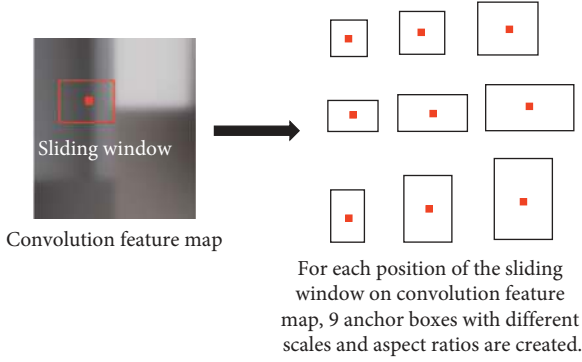 Sliding window
Convolution feature map
For each position of the sliding
window on convolution feature
map, 9 anchor boxes with different
scales and aspect ratios are created.